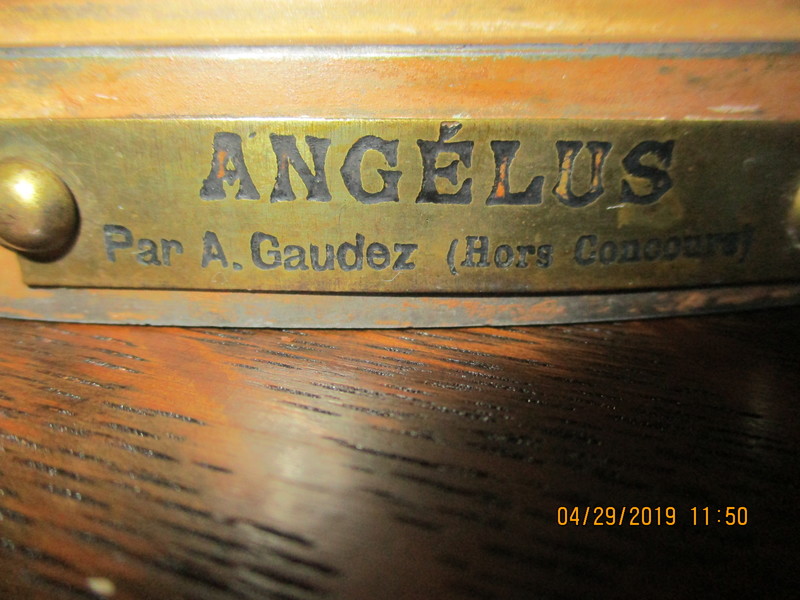 ANGÉLUS
Par A. Gaudez (Hors Concours)
04/29/2019 11:50